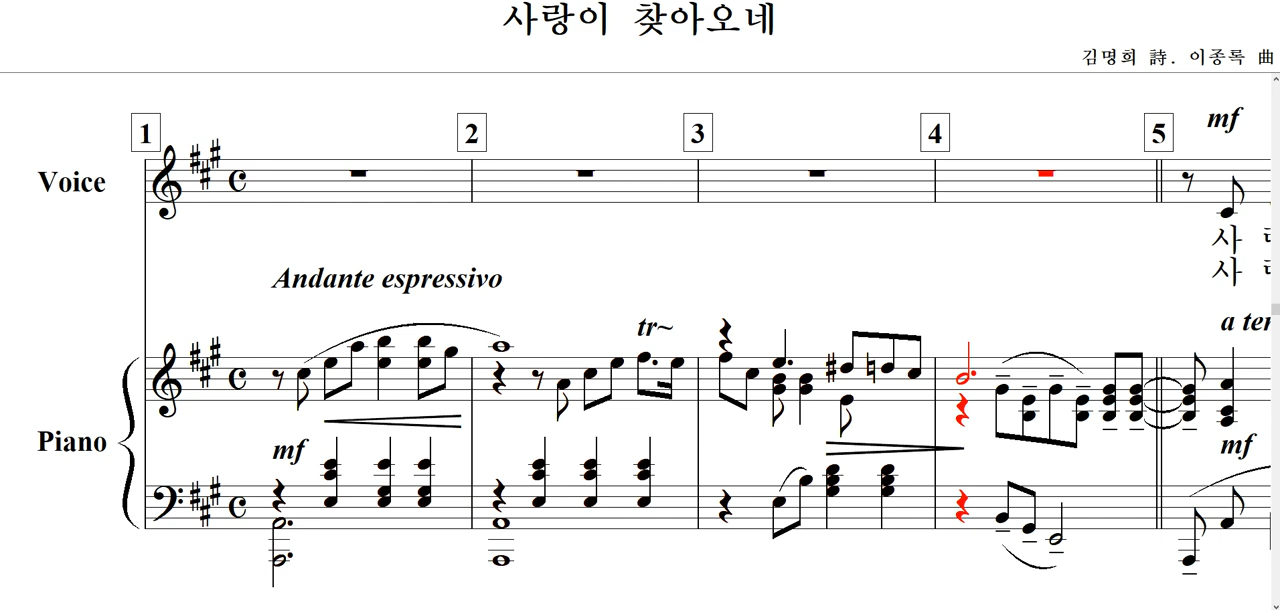 사랑이 찾아오네
김명희 詩. 이종록 曲
1 2 3 4 5
mf
Voice
사
사
Andante espressivo
tr~
a ten
Piano
mf
mf